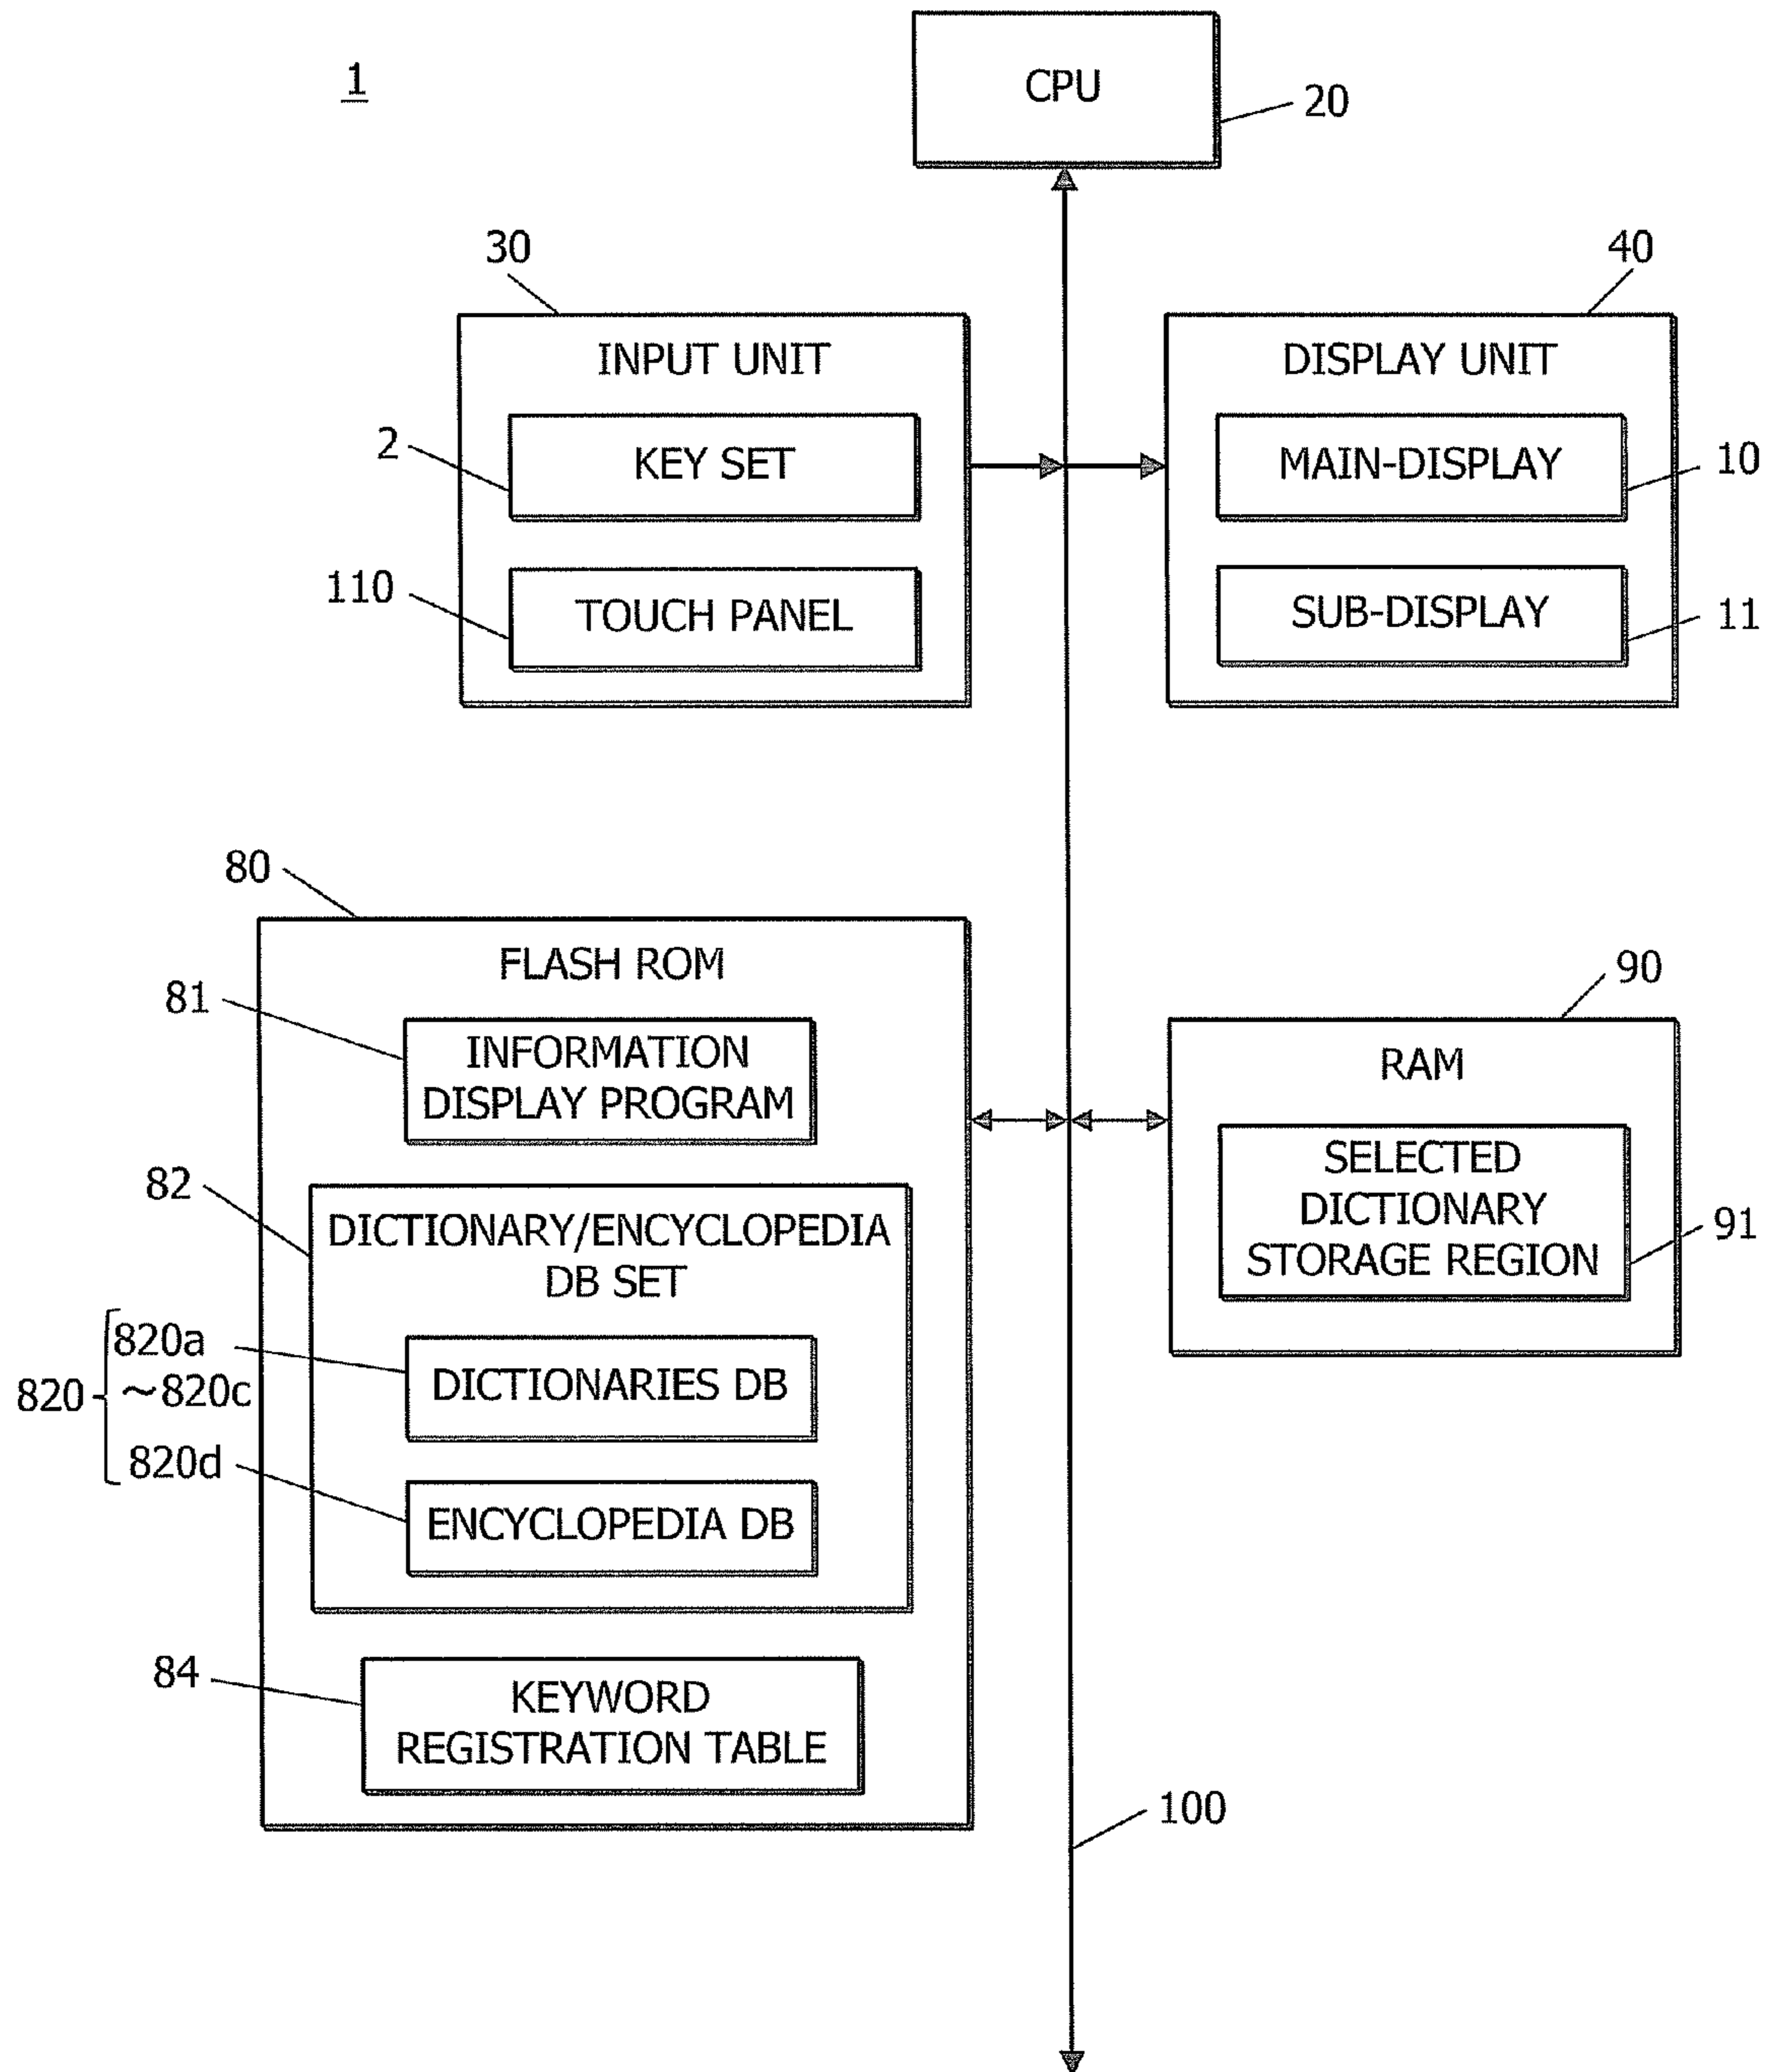 1
CPU
20
30
INPUT UNIT
2
KEY SET
110
TOUCH PANEL
40
DISPLAY UNIT
MAIN-DISPLAY
10
SUB-DISPLAY
11
80
FLASH ROM
81
INFORMATION
DISPLAY PROGRAM
82
DICTIONARY/ENCYCLOPEDIA
DB SET
820
820a
~820c
DICTIONARIES DB
820d
ENCYCLOPEDIA DB
84
KEYWORD
REGISTRATION TABLE
90
RAM
SELECTED
DICTIONARY
STORAGE REGION
91
100